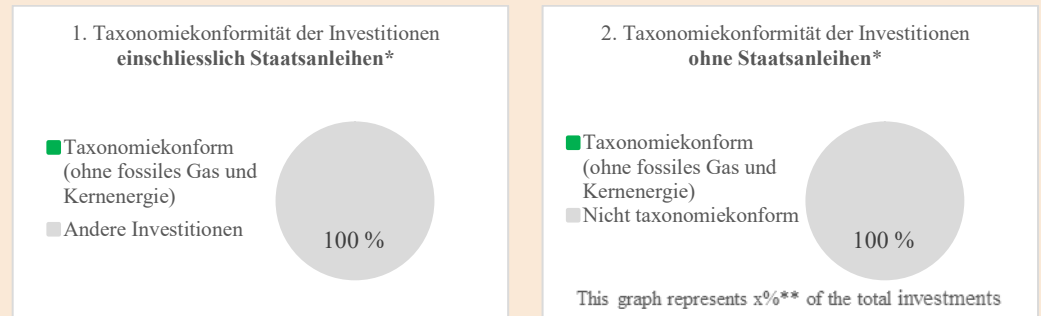 1. Taxonomiekonformität der Investitionen
einschliesslich Staatsanleihen*
Taxonomiekonform
(ohne fossiles Gas und
Kernenergie)
Andere Investitionen
100 %
2. Taxonomiekonformität der Investitionen
ohne Staatsanleihen*
Taxonomiekonform
(ohne fossiles Gas und
Kernenergie)
Nicht taxonomiekonform
100 %
This graph represents x%** of the total investments